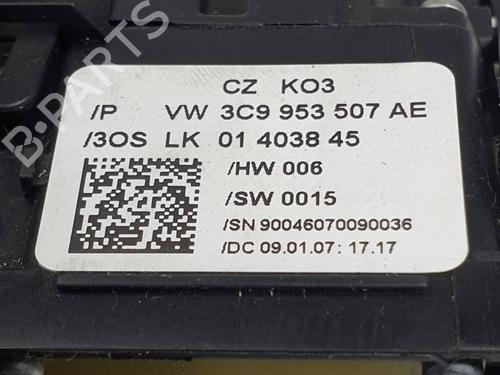 CZ KO3
/P VW 3C9 953 507 AE
/3OS LK 01 4038 45
/HW 006
/SW 0015
/SN 90046070090036
/DC 09.01.07: 17.17
B-PARTS